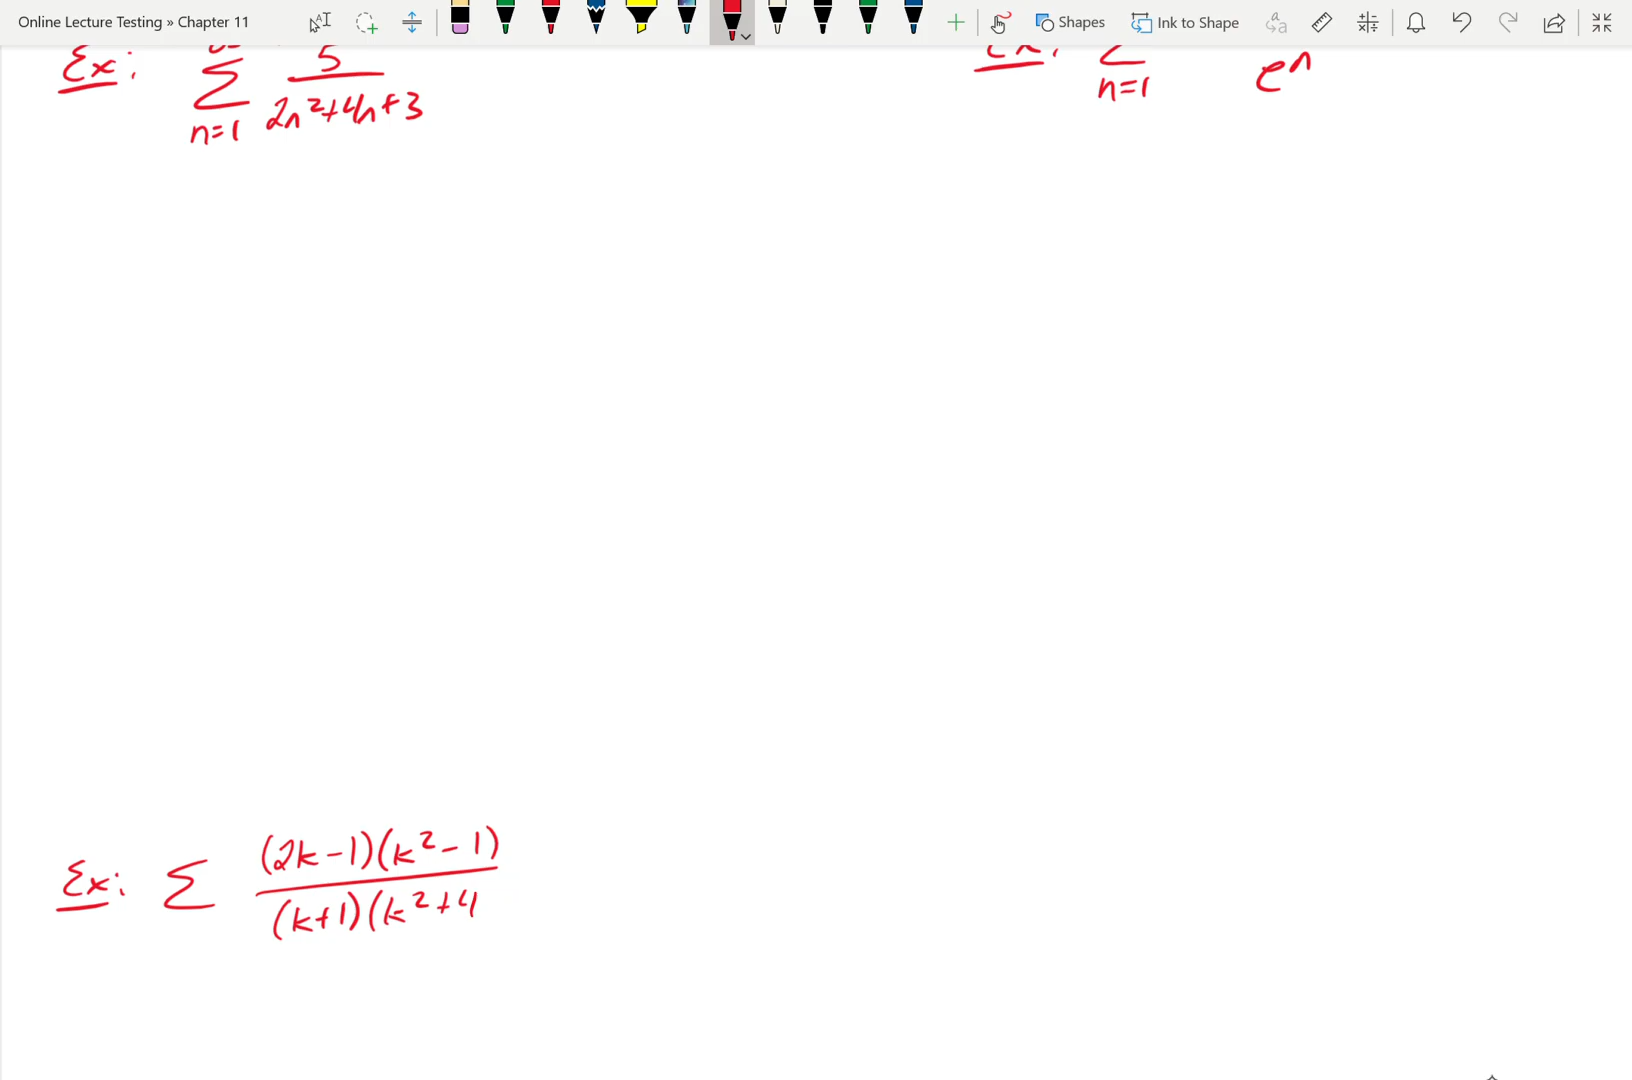 Online Lecture Testing » Chapter 11
Shapes
Ink to Shape
Ex: ∑ n=1 5/(2n²+4n+3)
Ex: ∑ n=1 eⁿ
Ex: ∑ (2k-1)(k²-1)/(k+1)(k²+4